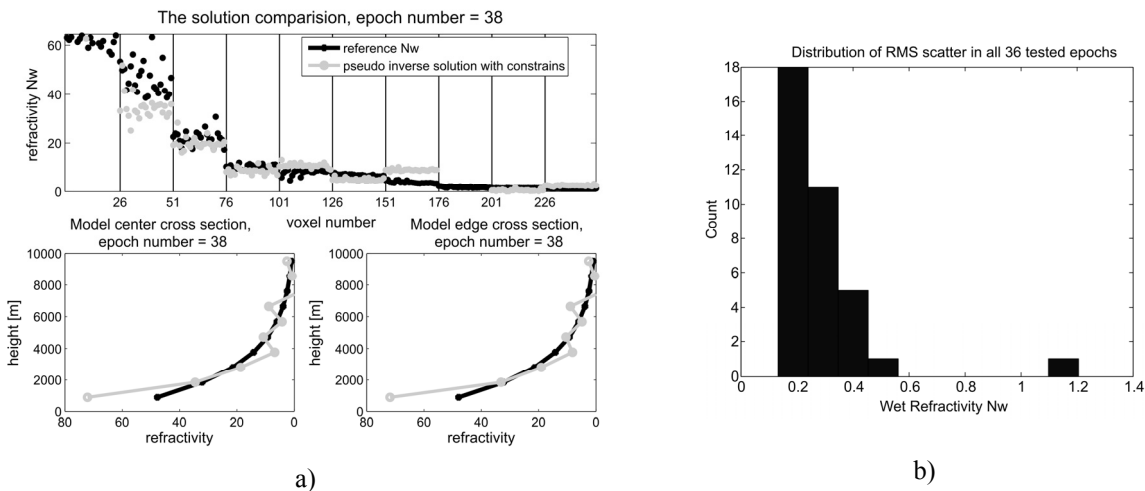 The solution comparision, epoch number = 38
60
40
20
0
refractivity Nw
reference Nw
pseudo inverse solution with constrains
26 51 76 101 126 151 176 201 226
voxel number
Model center cross section,
epoch number = 38
10000
8000
6000
4000
2000
0
height [m]
80 60 40 20 0
refractivity
Model edge cross section,
epoch number = 38
10000
8000
6000
4000
2000
0
height [m]
80 60 40 20 0
refractivity
a)
Distribution of RMS scatter in all 36 tested epochs
18
16
14
12
10
8
6
4
2
0
Count
0 0.2 0.4 0.6 0.8 1 1.2 1.4
Wet Refractivity Nw
b)